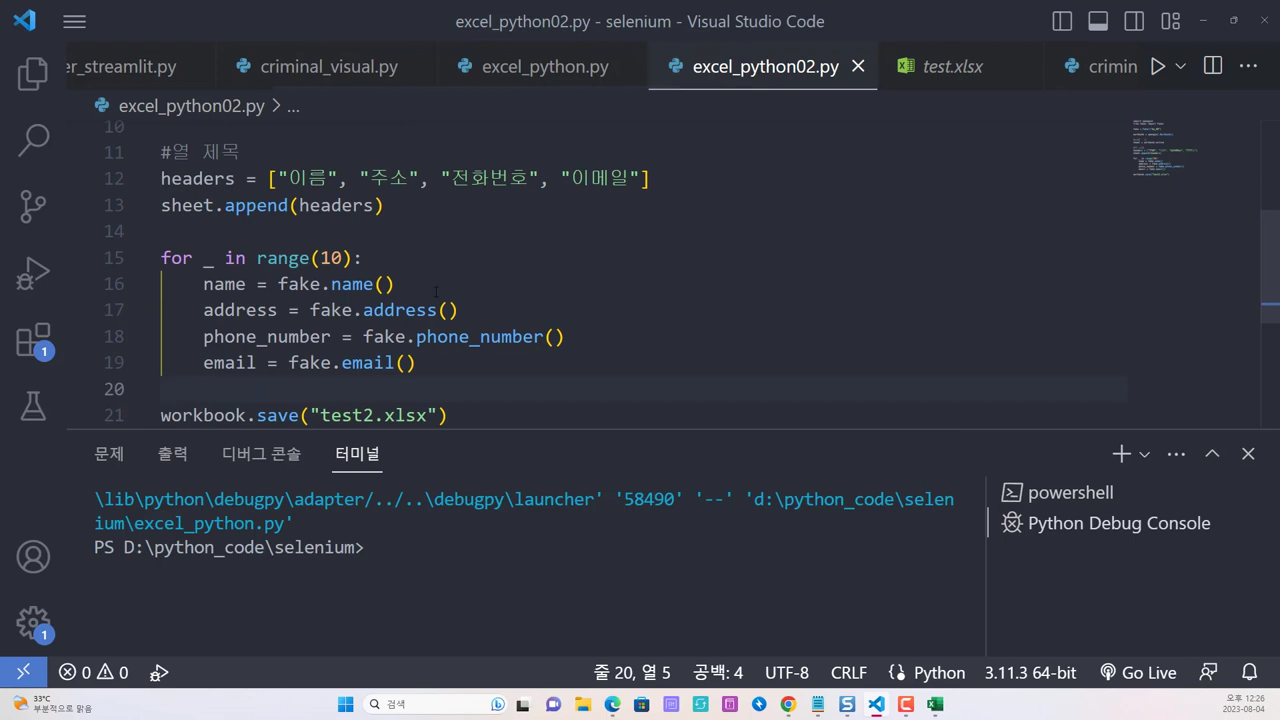 excel_python02.py - selenium - Visual Studio Code
er_streamlit.py criminal_visual.py excel_python.py excel_python02.py test.xlsx crimin
excel_python02.py > ...
10
11 #열 제목
12 headers = ["이름", "주소", "전화번호", "이메일"]
13 sheet.append(headers)
14
15 for _ in range(10):
16 name = fake.name()
17 address = fake.address()
18 phone_number = fake.phone_number()
19 email = fake.email()
20
21 workbook.save("test2.xlsx")
문제 출력 디버그 콘솔 터미널
\lib\python\debugpy\adapter/../..\debugpy\launcher' '58490' '--' 'd:\python_code\selen
ium\excel_python.py'
PS D:\python_code\selenium>
powershell
Python Debug Console
1
1
0 0 줄 20, 열 5 공백: 4 UTF-8 CRLF Python 3.11.3 64-bit Go Live
33°C
부분적으로 맑음
검색
오후 12:26
2023-08-04